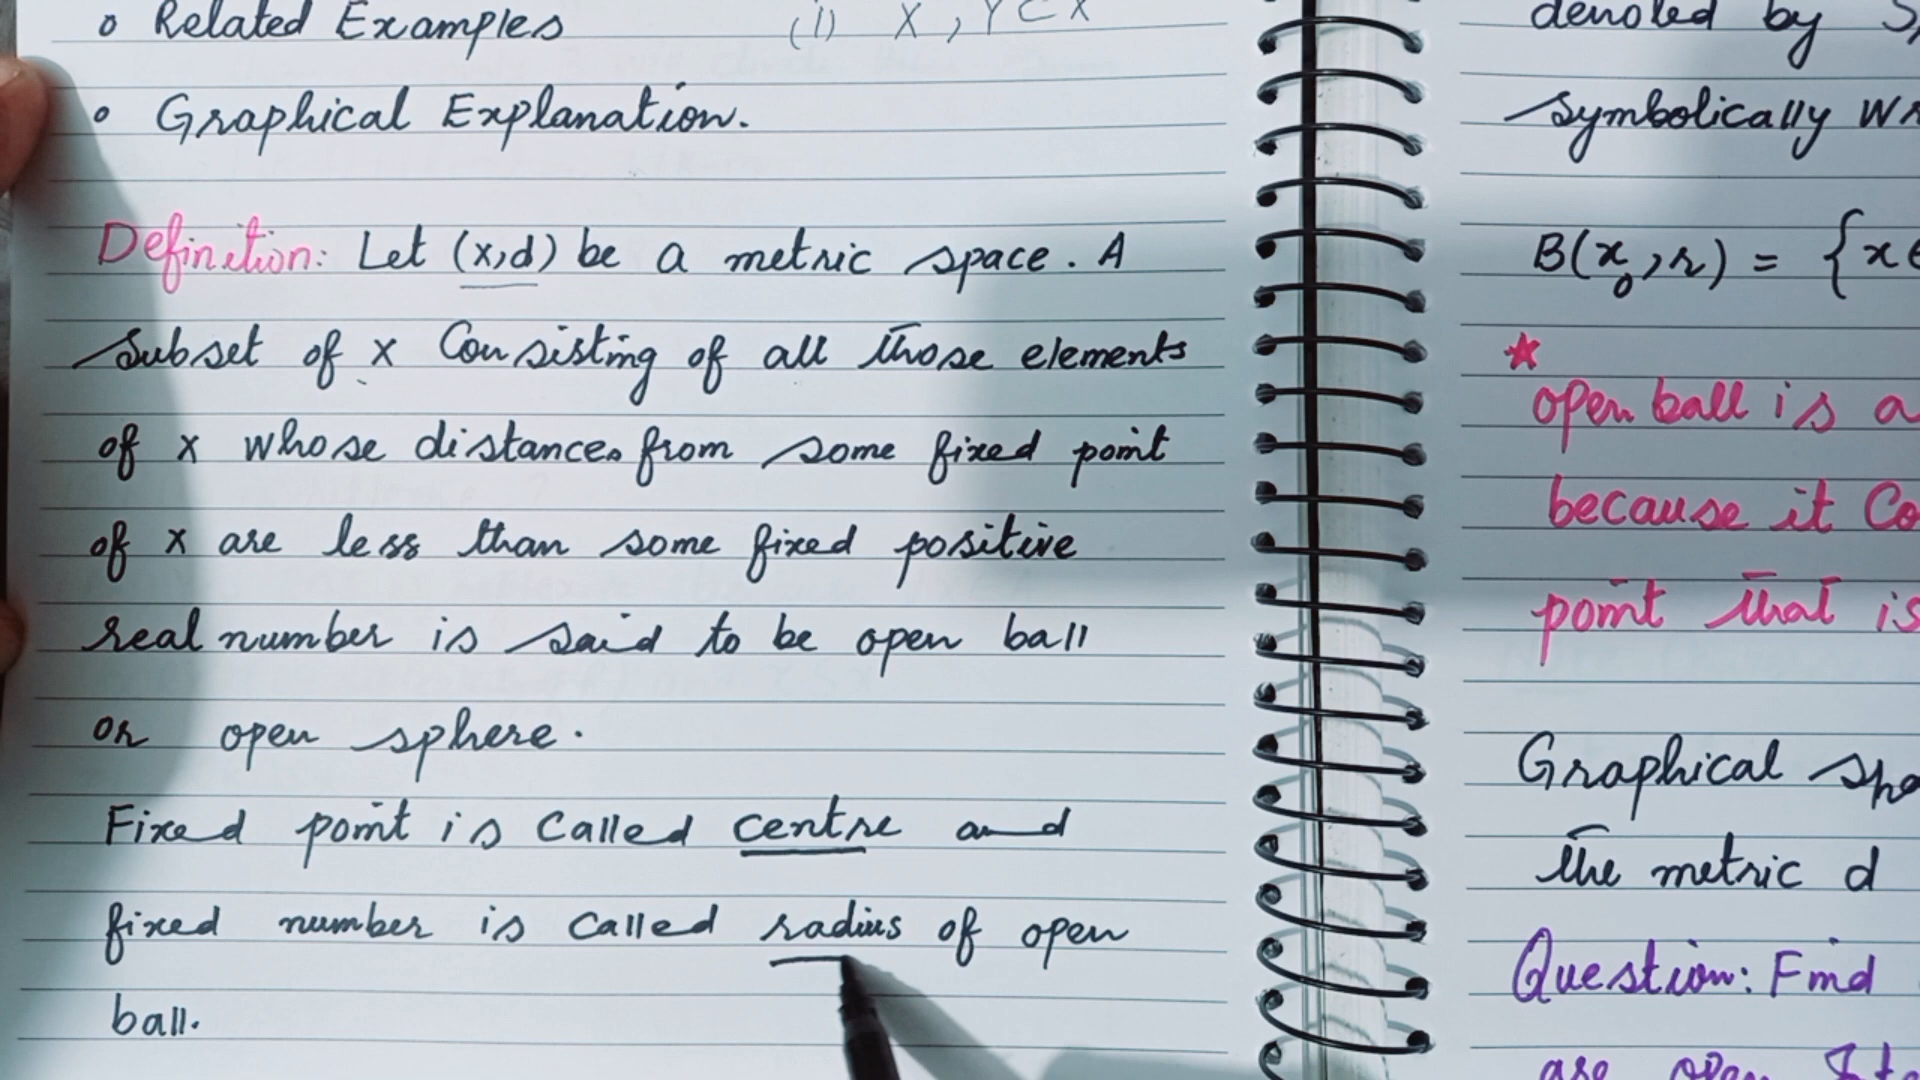 • Related Examples (1) X, Y ⊂ X
• Graphical Explanation.
Definition: Let (x,d) be a metric space. A
Subset of x Consisting of all those elements
of x whose distances from some fixed point
of x are less than some fixed positive
real number is said to be open ball
or open sphere.
Fixed point is called centre and
fixed number is called radius of open
ball.
denoted by
symbolically
B(x₀,r) = {x ∈
★
open ball is a
because it
point that is
Graphical
the metric d
Question: Find
are open